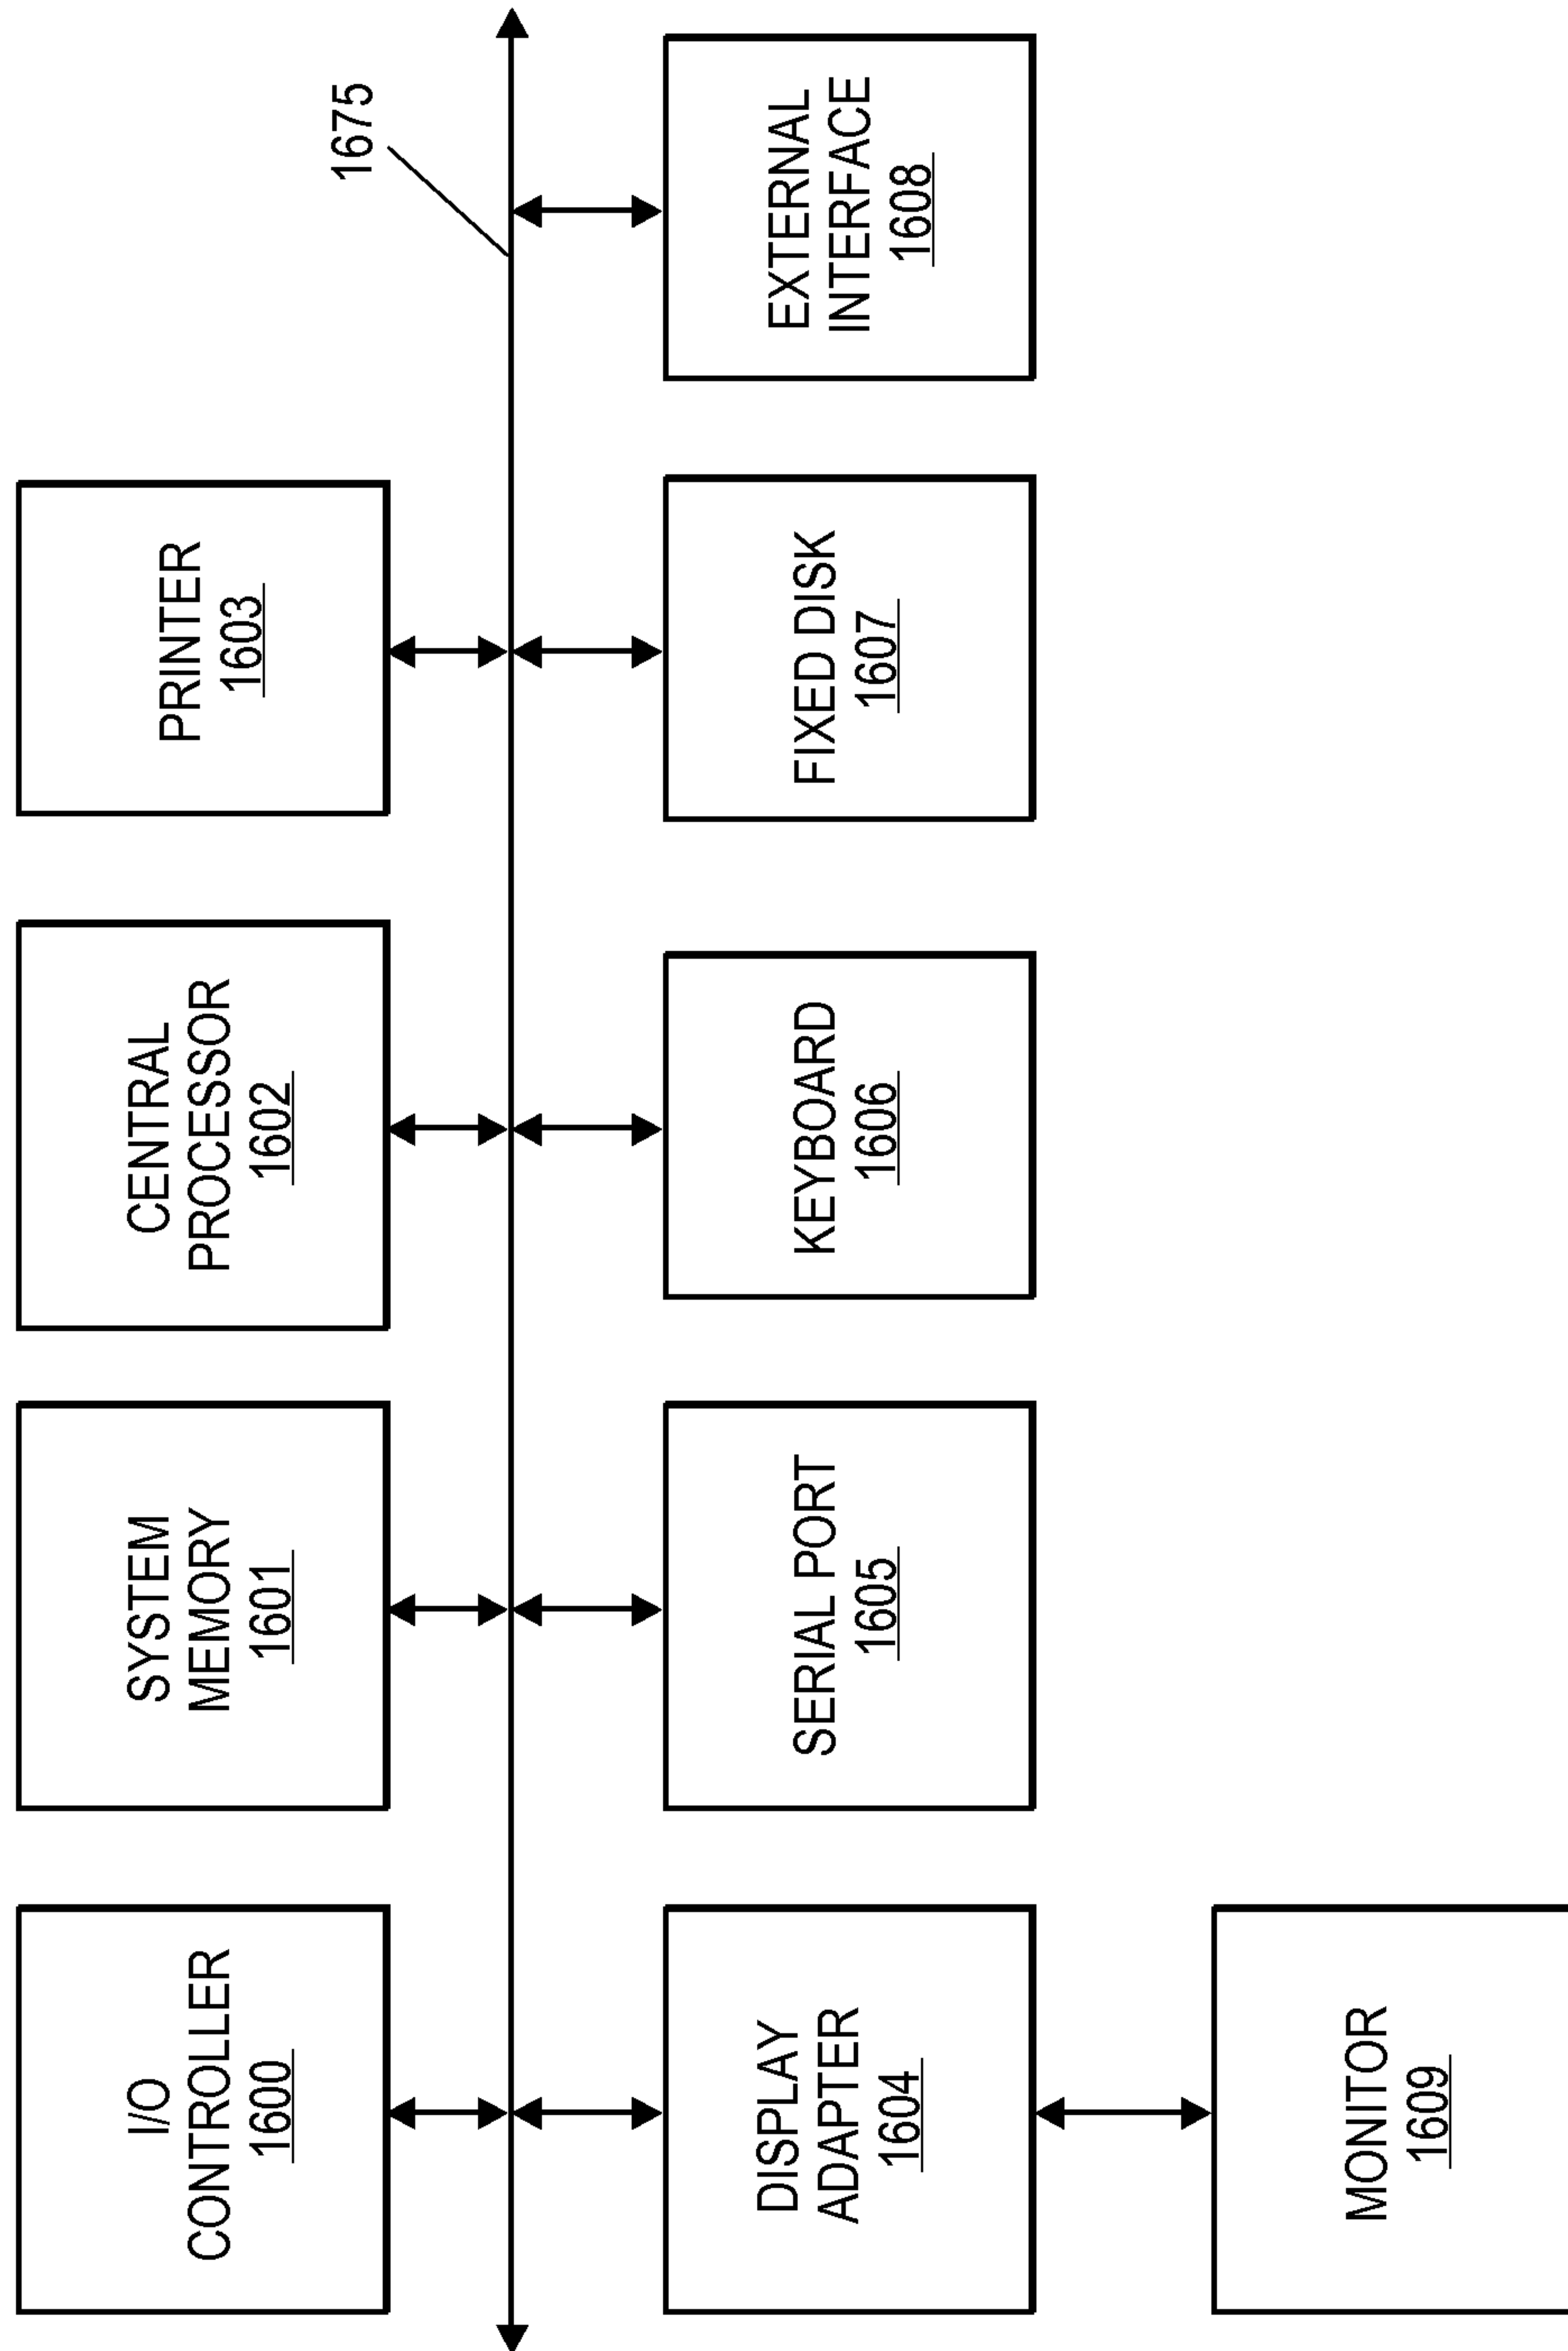 I/O
CONTROLLER
1600
SYSTEM
MEMORY
1601
CENTRAL
PROCESSOR
1602
PRINTER
1603
1675
DISPLAY
ADAPTER
1604
SERIAL PORT
1605
KEYBOARD
1606
FIXED DISK
1607
EXTERNAL
INTERFACE
1608
MONITOR
1609